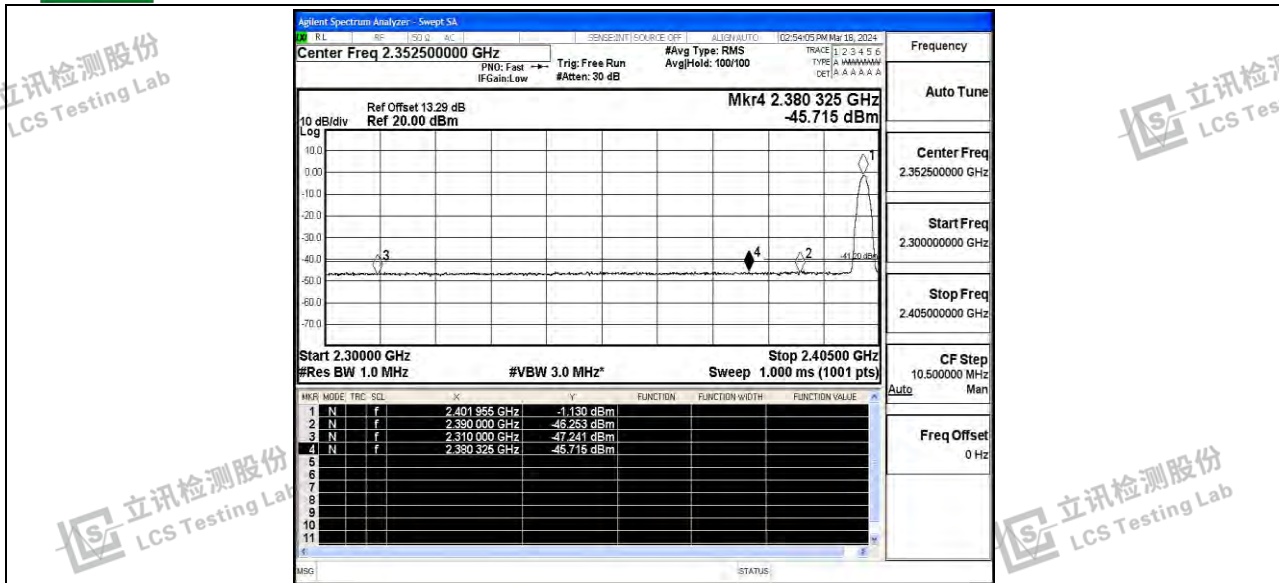 Agilent Spectrum Analyzer - Swept SA
RL RF 50 Ω AC SENSE:INT SOURCE OFF ALIGN AUTO 02:54:05 PM Mar 18, 2024
Center Freq 2.352500000 GHz
PNO: Fast
IFGain:Low
Trig: Free Run
#Atten: 30 dB
#Avg Type: RMS
Avg|Hold: 100/100
TRACE 1 2 3 4 5 6
TYPE A WWWWW
DET A A A A A A
Ref Offset 13.29 dB
10 dB/div Ref 20.00 dBm
Log
Mkr4 2.380 325 GHz
-45.715 dBm
10.0
0.00
-10.0
-20.0
-30.0
-40.0
-50.0
-60.0
-70.0
1
3
4
2
-41.20 dBm
Start 2.30000 GHz Stop 2.40500 GHz
#Res BW 1.0 MHz #VBW 3.0 MHz* Sweep 1.000 ms (1001 pts)
MKR MODE TRC SCL X Y FUNCTION FUNCTION WIDTH FUNCTION VALUE
1 N f 2.401 955 GHz -1.130 dBm
2 N f 2.390 000 GHz -46.253 dBm
3 N f 2.310 000 GHz -47.241 dBm
4 N f 2.380 325 GHz -45.715 dBm
5
6
7
8
9
10
11
MSG STATUS
Frequency
Auto Tune
Center Freq
2.352500000 GHz
Start Freq
2.300000000 GHz
Stop Freq
2.405000000 GHz
CF Step
10.500000 MHz
Auto Man
Freq Offset
0 Hz
立讯检测股份
LCS Testing Lab
立讯检测
LCS Tes
立讯检测股份
LCS Testing Lab
立讯检测股份
LCS Testing Lab